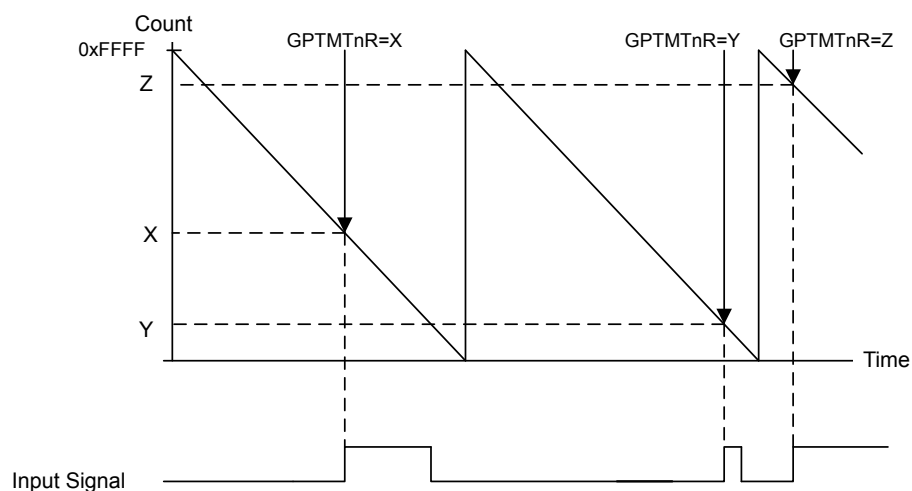 Count
0xFFFF
GPTMTnR=X
GPTMTnR=Y
GPTMTnR=Z
Z
X
Y
Time
Input Signal